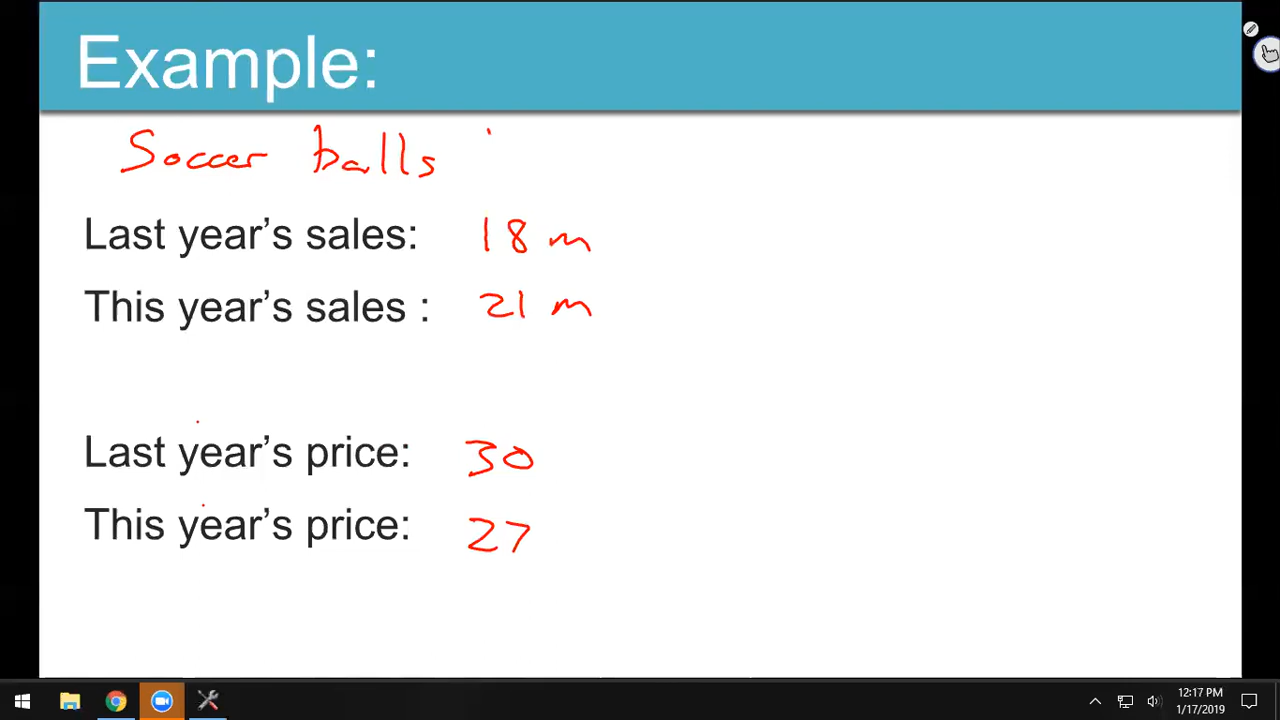 Example:
Soccer balls
Last year's sales: 18 m
This year's sales : 21 m
Last year's price: 30
This year's price: 27
12:17 PM
1/17/2019